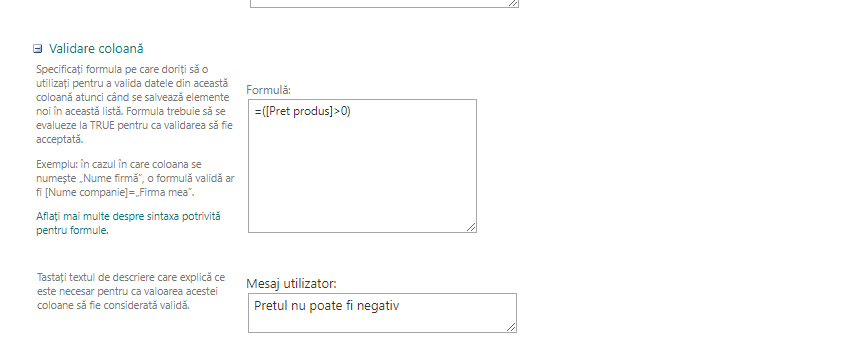 Validare coloană
Specificați formula pe care doriți să o
utilizați pentru a valida datele din această
coloană atunci când se salvează elemente
noi în această listă. Formula trebuie să se
evalueze la TRUE pentru ca validarea să fie
acceptată.
Exemplu: în cazul în care coloana se
numește „Nume firmă”, o formulă validă ar
fi [Nume companie]=„Firma mea”.
Aflați mai multe despre sintaxa potrivită
pentru formule.
Formulă:
=([Pret produs]>0)
Tastați textul de descriere care explică ce
este necesar pentru ca valoarea acestei
coloane să fie considerată validă.
Mesaj utilizator:
Pretul nu poate fi negativ